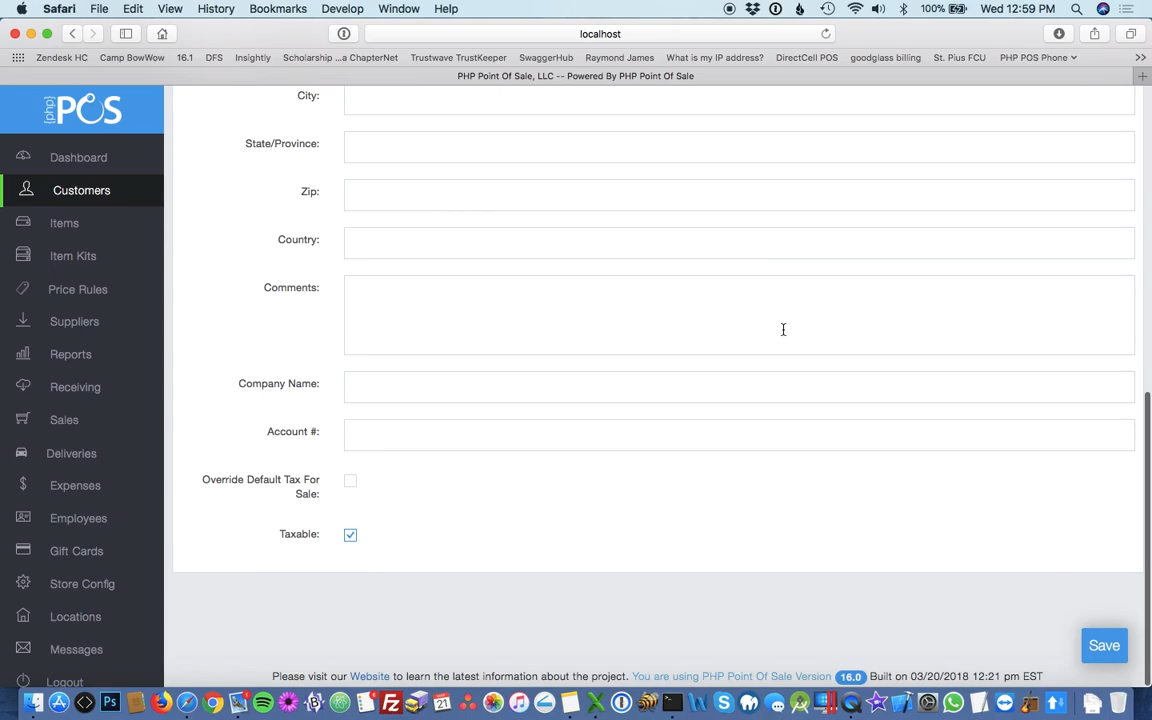 Safari File Edit View History Bookmarks Develop Window Help 100% Wed 12:59 PM
localhost
Zendesk HC Camp BowWow 16.1 DFS Insightly Scholarship ...a ChapterNet Trustwave TrustKeeper SwaggerHub Raymond James What is my IP address? DirectCell POS goodglass billing St. Pius FCU PHP POS Phone
PHP Point Of Sale, LLC -- Powered By PHP Point Of Sale
{php} POS
Dashboard
Customers
Items
Item Kits
Price Rules
Suppliers
Reports
Receiving
Sales
Deliveries
Expenses
Employees
Gift Cards
Store Config
Locations
Messages
Logout
City:
State/Province:
Zip:
Country:
Comments:
Company Name:
Account #:
Override Default Tax For
Sale:
Taxable:
Save
Please visit our Website to learn the latest information about the project. You are using PHP Point Of Sale Version 16.0 Built on 03/20/2018 12:21 pm EST